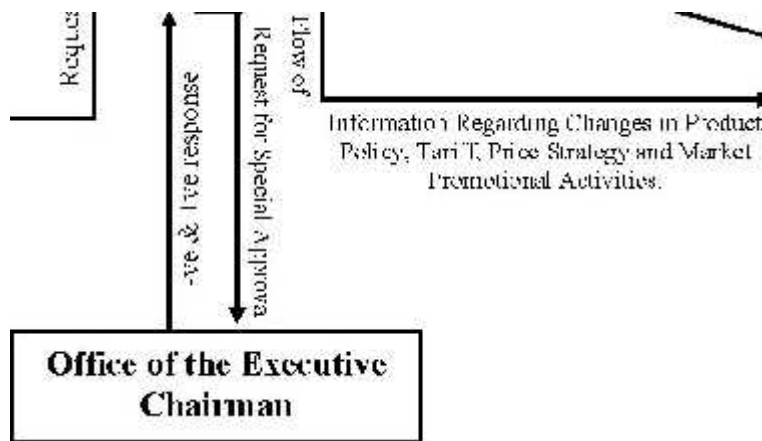 Reques
-ve & +ve response
Request for Special Approva
Flow of
Information Regarding Changes in Product
Policy, Tariff, Price Strategy and Market
Promotional Activities.
Office of the Executive
Chairman